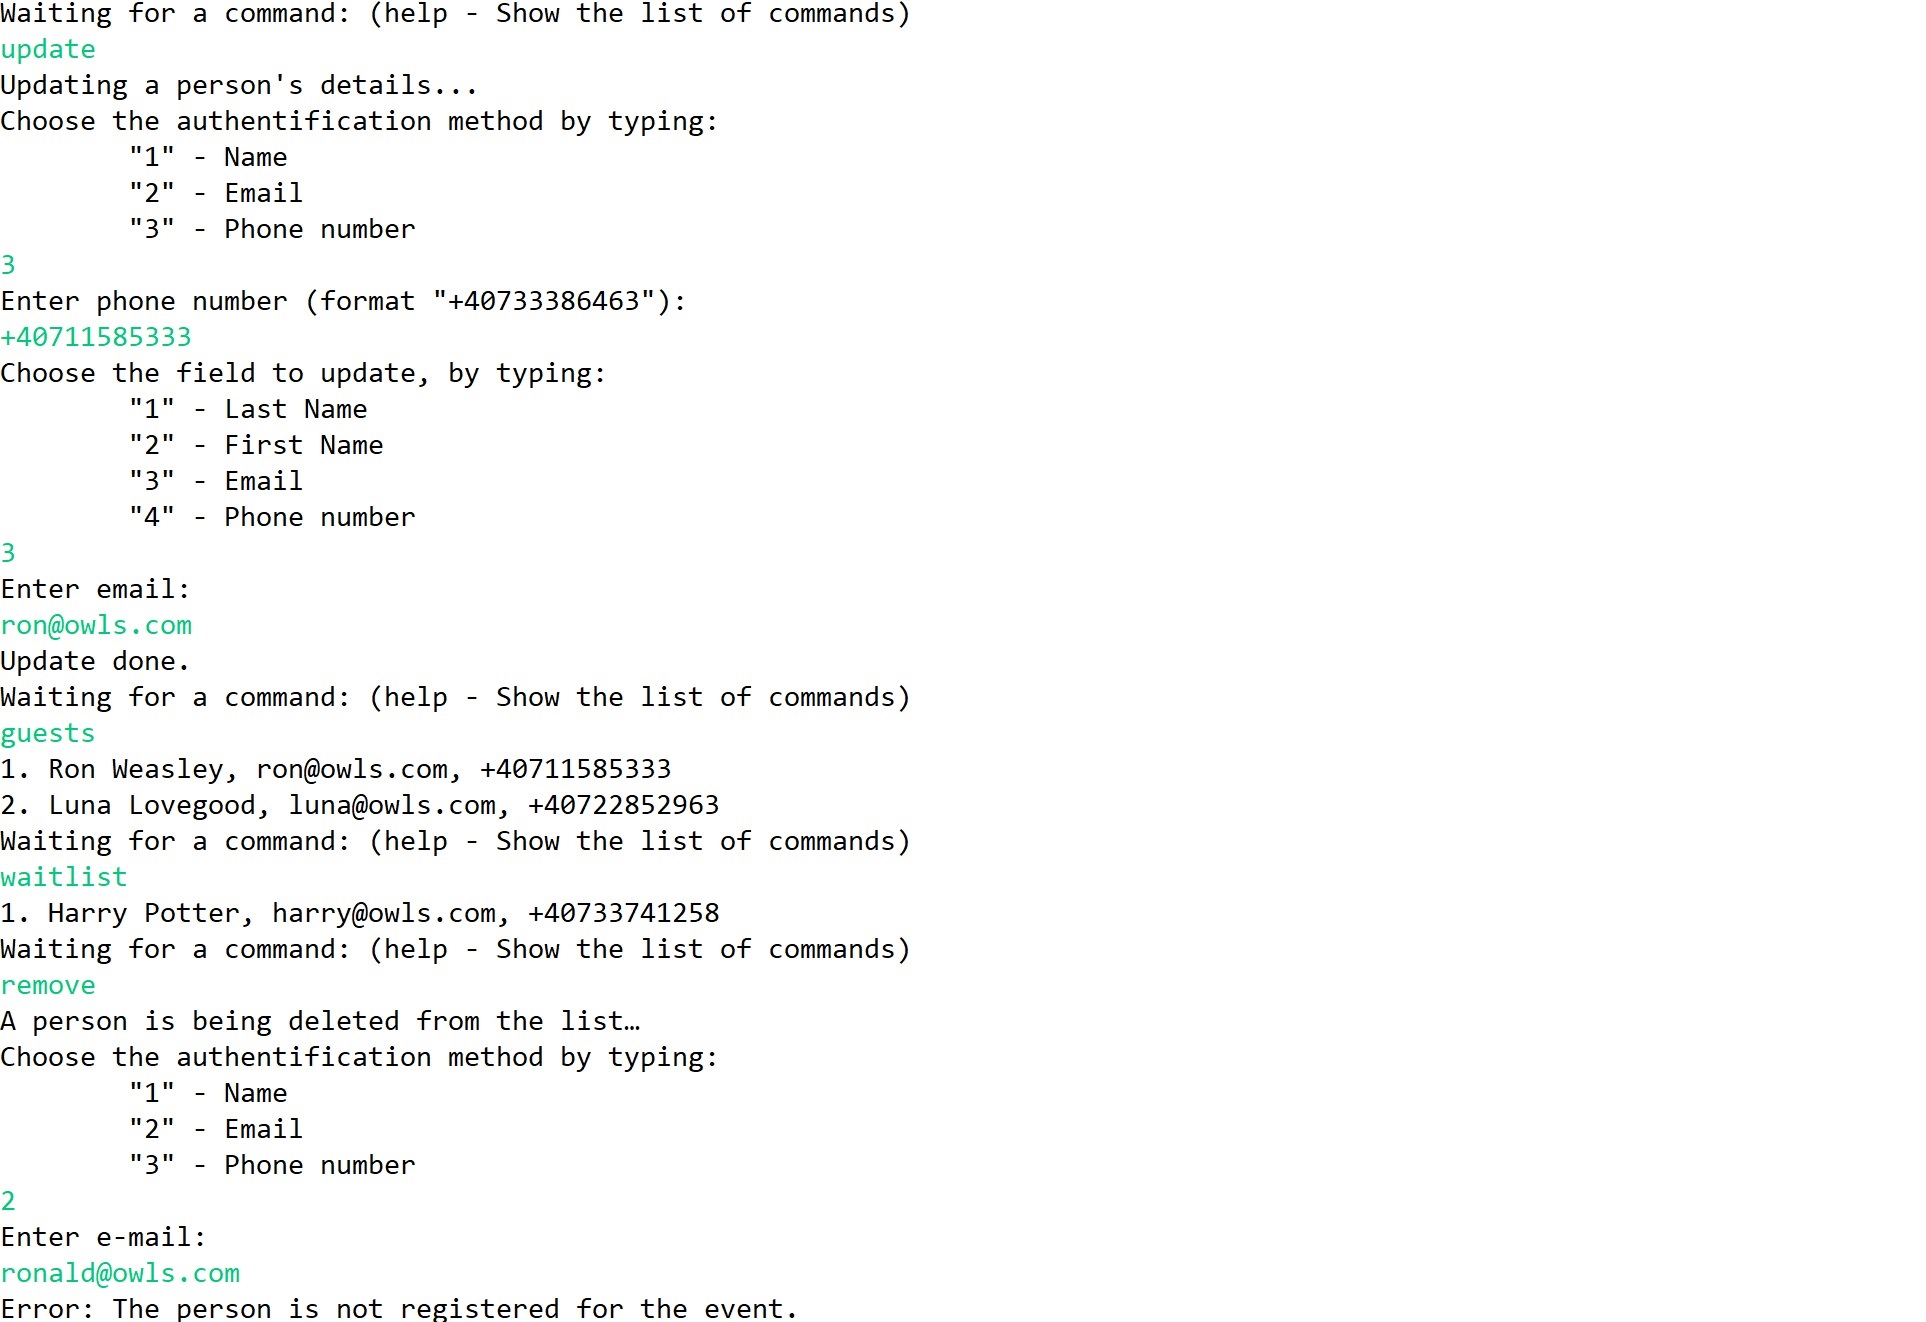 Waiting for a command: (help - Show the list of commands)
update
Updating a person's details...
Choose the authentification method by typing:
"1" - Name
"2" - Email
"3" - Phone number
3
Enter phone number (format "+40733386463"):
+40711585333
Choose the field to update, by typing:
"1" - Last Name
"2" - First Name
"3" - Email
"4" - Phone number
3
Enter email:
ron@owls.com
Update done.
Waiting for a command: (help - Show the list of commands)
guests
1. Ron Weasley, ron@owls.com, +40711585333
2. Luna Lovegood, luna@owls.com, +40722852963
Waiting for a command: (help - Show the list of commands)
waitlist
1. Harry Potter, harry@owls.com, +40733741258
Waiting for a command: (help - Show the list of commands)
remove
A person is being deleted from the list…
Choose the authentification method by typing:
"1" - Name
"2" - Email
"3" - Phone number
2
Enter e-mail:
ronald@owls.com
Error: The person is not registered for the event.